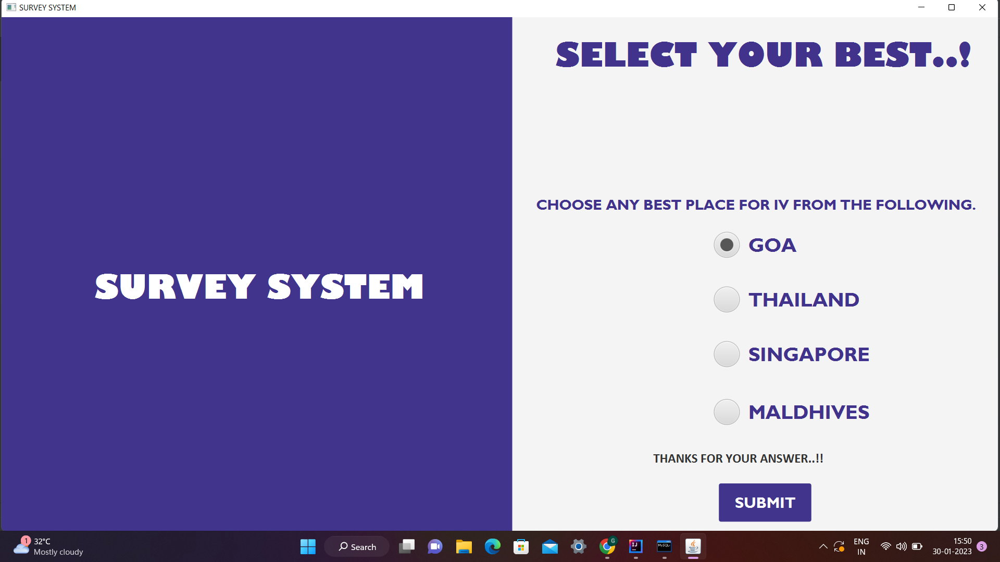 SURVEY SYSTEM
SELECT YOUR BEST..!
CHOOSE ANY BEST PLACE FOR IV FROM THE FOLLOWING.
GOA
THAILAND
SURVEY SYSTEM
SINGAPORE
MALDHIVES
THANKS FOR YOUR ANSWER..!!
SUBMIT
1
32°C
Mostly cloudy
Search
G
IJ
MySQL
ENG
IN
15:50
30-01-2023
3